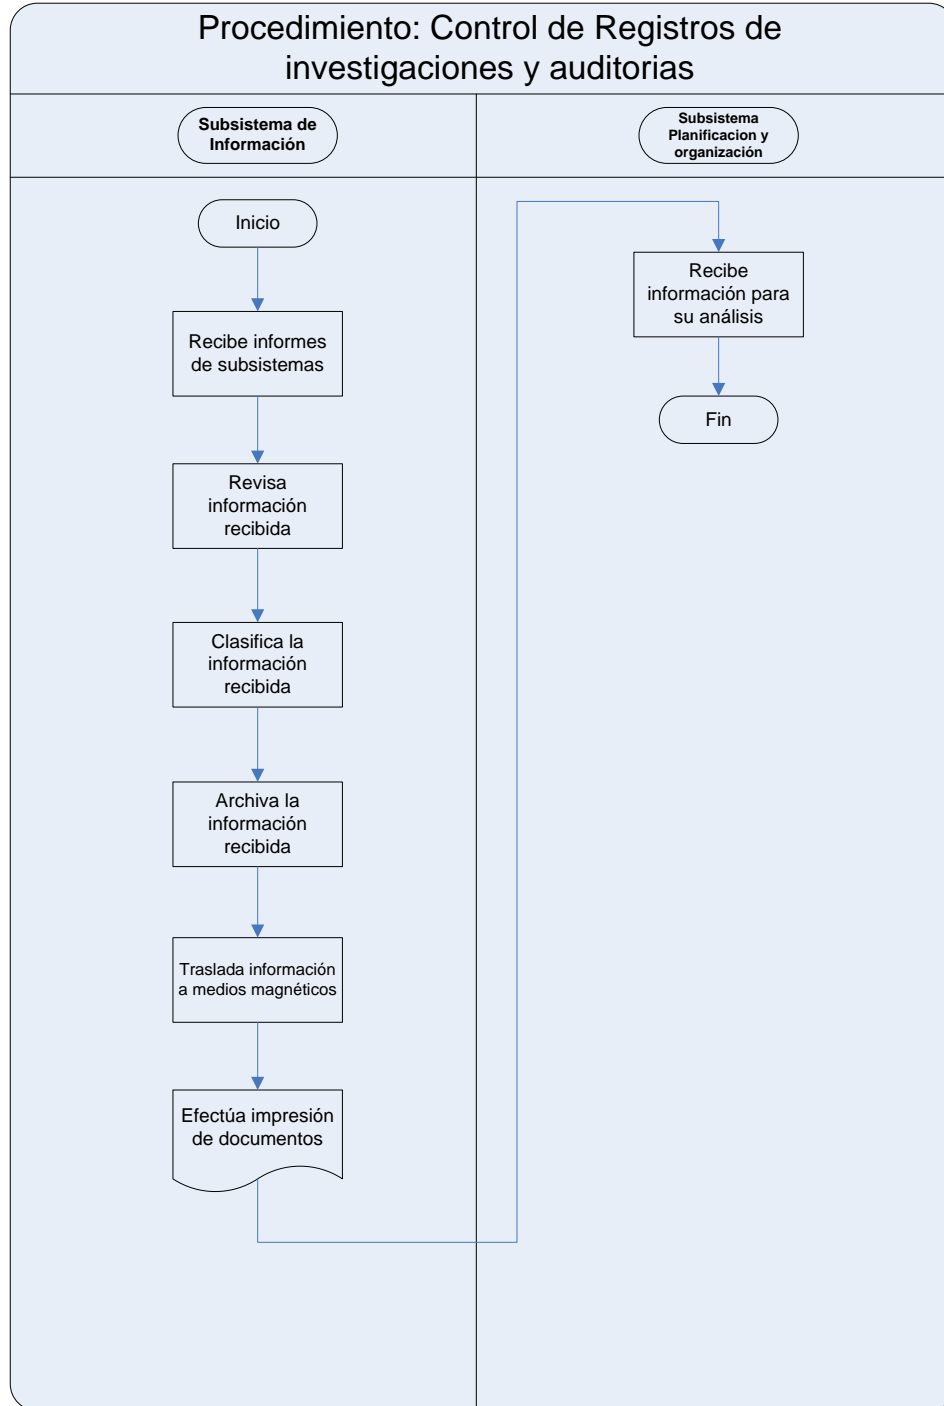 Procedimiento: Control de Registros de
investigaciones y auditorias
Subsistema de
Información
Subsistema
Planificacion y
organización
Inicio
Recibe informes
de subsistemas
Revisa
información
recibida
Clasifica la
información
recibida
Archiva la
información
recibida
Traslada información
a medios magnéticos
Efectúa impresión
de documentos
Recibe
información para
su análisis
Fin